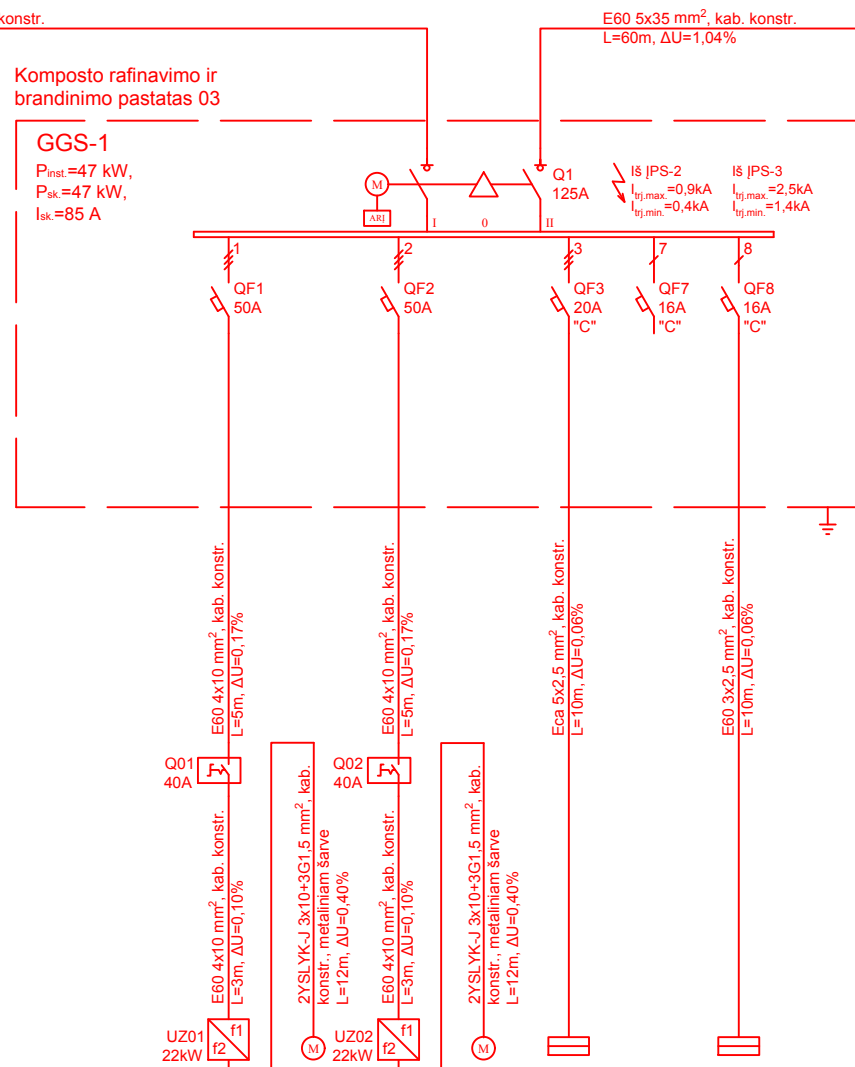 konstr.
E60 5x35 mm², kab. konstr.
L=60m, ΔU=1,04%
Komposto rafinavimo ir
brandinimo pastatas 03
GGS-1
Pinst.=47 kW,
Psk.=47 kW,
Isk.=85 A
M
ARĮ
I
0
II
Q1
125A
Iš ĮPS-2
Itrj.max.=0,9kA
Itrj.min.=0,4kA
Iš ĮPS-3
Itrj.max.=2,5kA
Itrj.min.=1,4kA
1
2
3
7
8
QF1
50A
QF2
50A
QF3
20A
"C"
QF7
16A
"C"
QF8
16A
"C"
E60 4x10 mm², kab. konstr.
L=5m, ΔU=0,17%
E60 4x10 mm², kab. konstr.
L=5m, ΔU=0,17%
Eca 5x2,5 mm², kab. konstr.
L=10m, ΔU=0,06%
E60 3x2,5 mm², kab. konstr.
L=10m, ΔU=0,06%
Q01
40A
Q02
40A
E60 4x10 mm², kab. konstr.
L=3m, ΔU=0,10%
2YSLYK-J 3x10+3G1,5 mm², kab.
konstr., metaliniam šarve
L=12m, ΔU=0,40%
E60 4x10 mm², kab. konstr.
L=3m, ΔU=0,10%
2YSLYK-J 3x10+3G1,5 mm², kab.
konstr., metaliniam šarve
L=12m, ΔU=0,40%
UZ01
22kW
f1
f2
M
UZ02
22kW
f1
f2
M